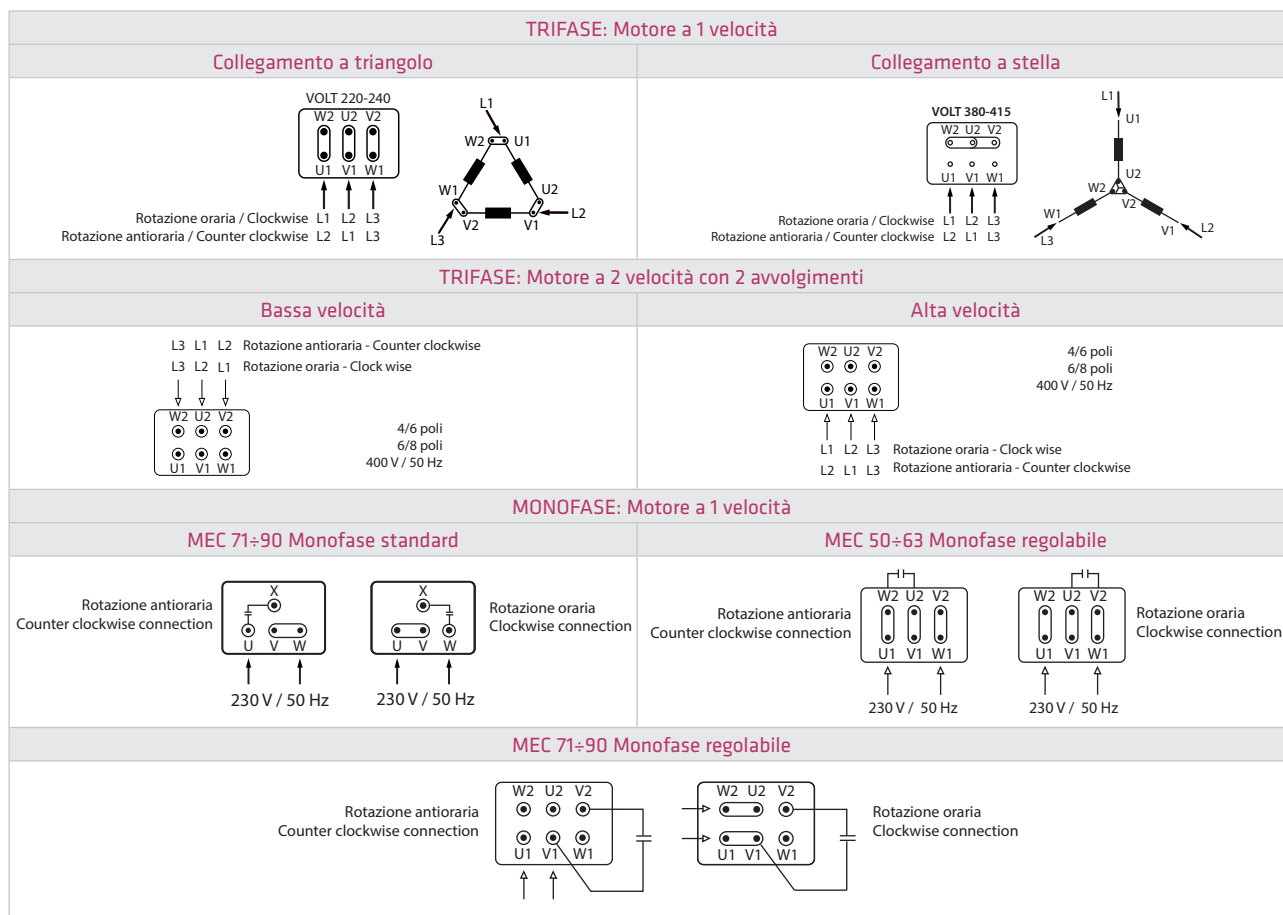 TRIFASE: Motore a 1 velocità
Collegamento a triangolo
VOLT 220-240
W2 U2 V2
U1 V1 W1
Rotazione oraria / Clockwise L1 L2 L3
Rotazione antioraria / Counter clockwise L2 L1 L3
L1
W2 U1
W1 U2
V2 V1
L3 L2
Collegamento a stella
VOLT 380-415
W2 U2 V2
U1 V1 W1
Rotazione oraria / Clockwise L1 L2 L3
Rotazione antioraria / Counter clockwise L2 L1 L3
L1
U1
U2
W2
V2
W1
L3
V1
L2
TRIFASE: Motore a 2 velocità con 2 avvolgimenti
Bassa velocità
L3 L1 L2 Rotazione antioraria - Counter clockwise
L3 L2 L1 Rotazione oraria - Clock wise
W2 U2 V2
U1 V1 W1
4/6 poli
6/8 poli
400 V / 50 Hz
Alta velocità
W2 U2 V2
U1 V1 W1
4/6 poli
6/8 poli
400 V / 50 Hz
L1 L2 L3 Rotazione oraria - Clock wise
L2 L1 L3 Rotazione antioraria - Counter clockwise
MONOFASE: Motore a 1 velocità
MEC 71÷90 Monofase standard
Rotazione antioraria
Counter clockwise connection
X
U V W
230 V / 50 Hz
X
U V W
230 V / 50 Hz
Rotazione oraria
Clockwise connection
MEC 50÷63 Monofase regolabile
Rotazione antioraria
Counter clockwise connection
W2 U2 V2
U1 V1 W1
230 V / 50 Hz
W2 U2 V2
U1 V1 W1
230 V / 50 Hz
Rotazione oraria
Clockwise connection
MEC 71÷90 Monofase regolabile
Rotazione antioraria
Counter clockwise connection
W2 U2 V2
U1 V1 W1
W2 U2 V2
U1 V1 W1
Rotazione oraria
Clockwise connection